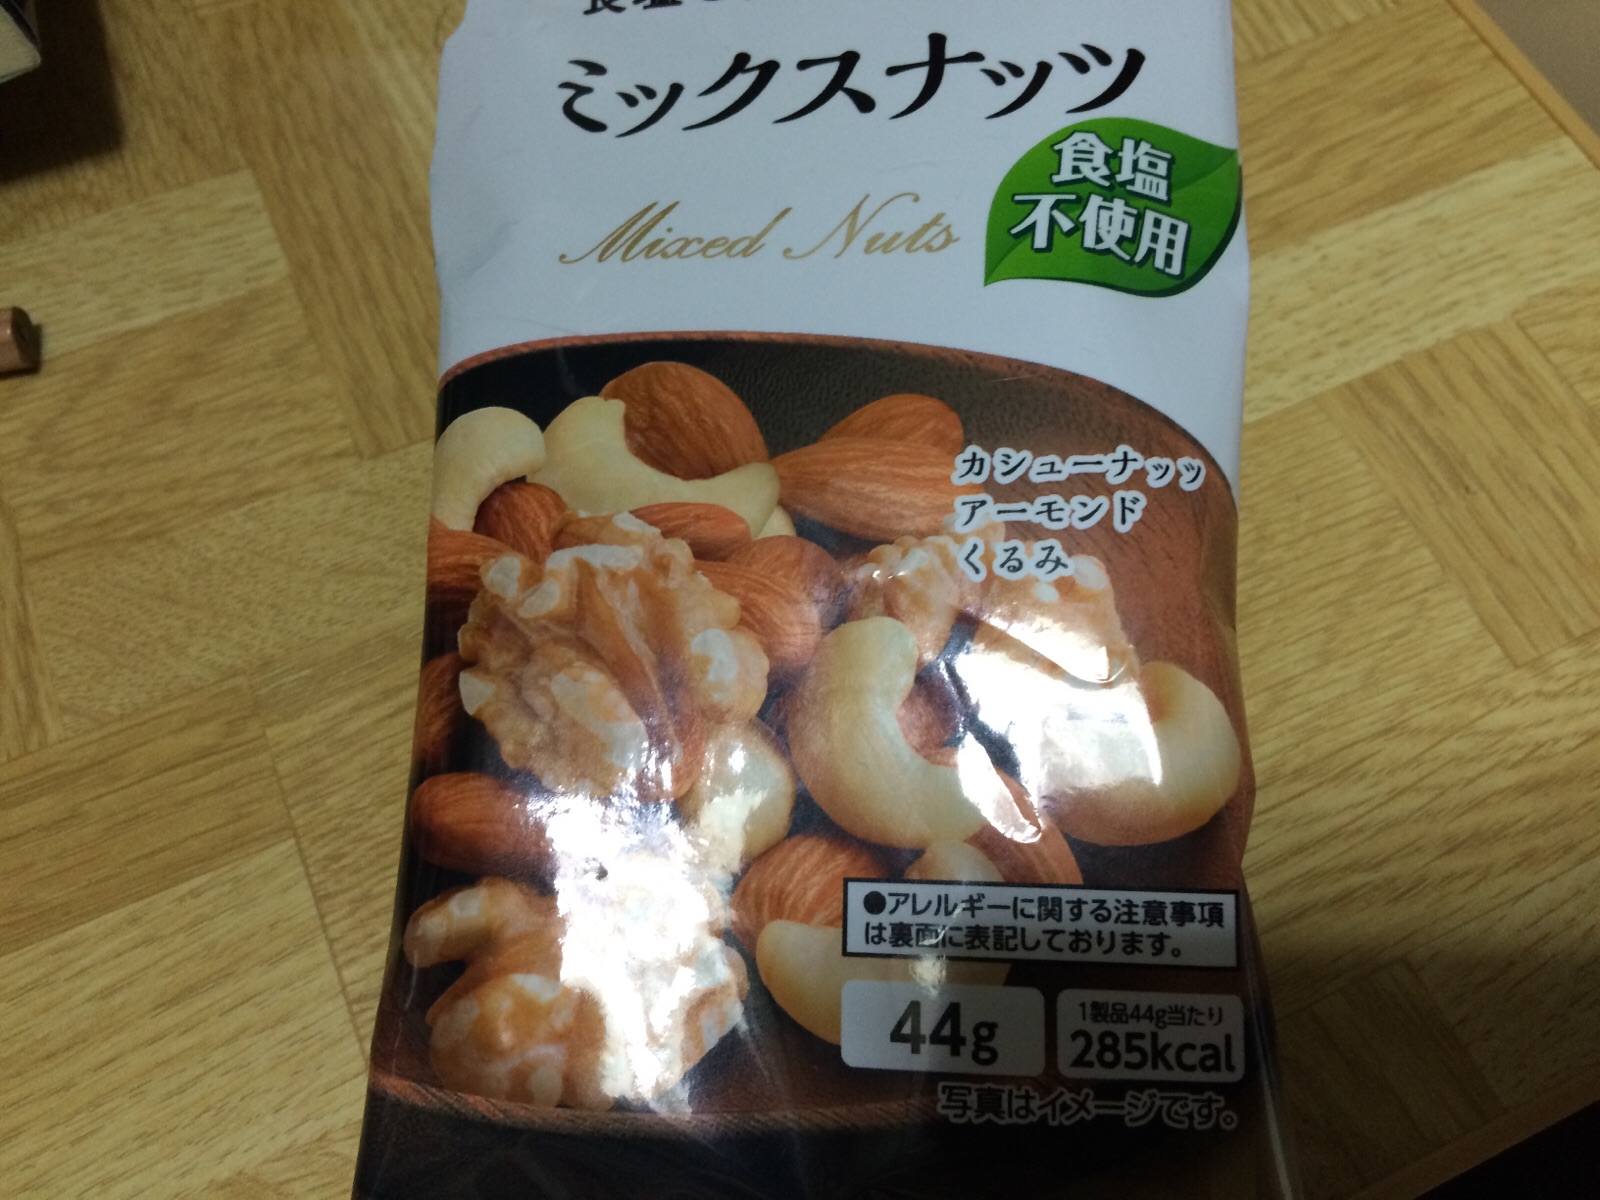 ミックスナッツ
食塩
不使用
Mixed Nuts
カシューナッツ
アーモンド
くるみ
●アレルギーに関する注意事項
は裏面に表記しております。
44g
1製品44g当たり
285kcal
写真はイメージです。